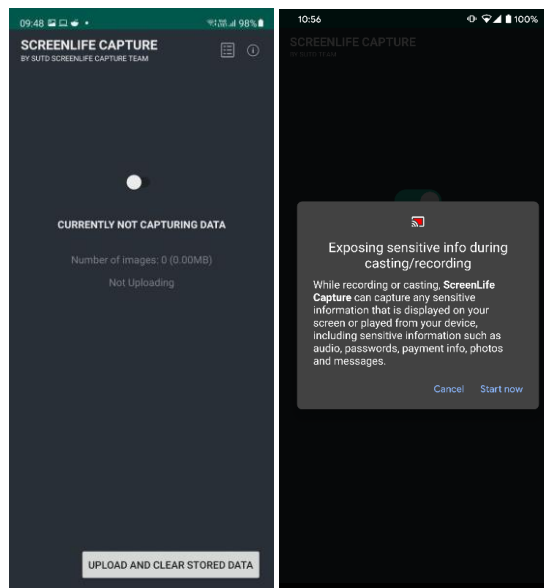 09:48
98%
SCREENLIFE CAPTURE
BY SUTD SCREENLIFE CAPTURE TEAM
CURRENTLY NOT CAPTURING DATA
Number of images: 0 (0.00MB)
Not Uploading
UPLOAD AND CLEAR STORED DATA
10:56
100%
SCREENLIFE CAPTURE
BY SUTD TEAM
Exposing sensitive info during
casting/recording
While recording or casting, ScreenLife
Capture can capture any sensitive
information that is displayed on your
screen or played from your device,
including sensitive information such as
audio, passwords, payment info, photos
and messages.
Cancel Start now